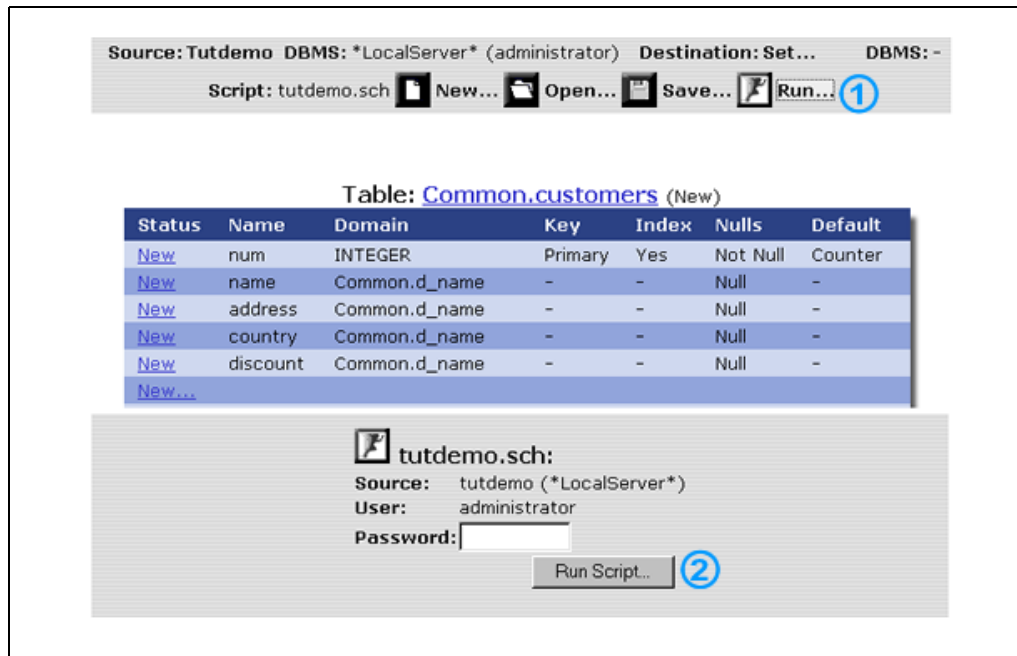 Source: Tutdemo DBMS: *LocalServer* (administrator) Destination: Set... DBMS: -
Script: tutdemo.sch New... Open... Save... Run... 1
Table: Common.customers (New)
Status Name Domain Key Index Nulls Default
New num INTEGER Primary Yes Not Null Counter
New name Common.d_name - - Null -
New address Common.d_name - - Null -
New country Common.d_name - - Null -
New discount Common.d_name - - Null -
New...
tutdemo.sch:
Source: tutdemo (*LocalServer*)
User: administrator
Password:
Run Script... 2